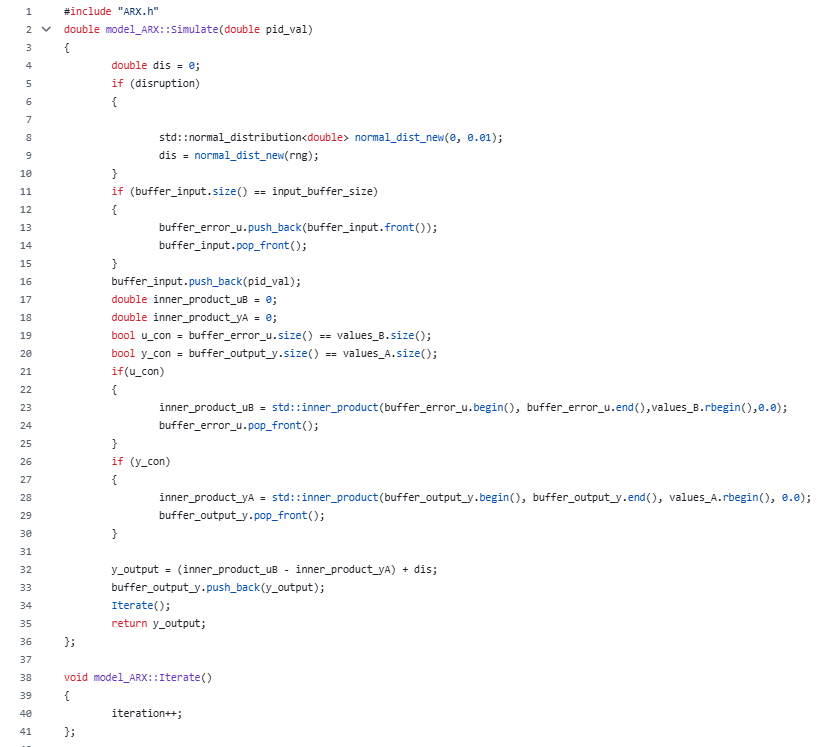 1 #include "ARX.h"
2 double model_ARX::Simulate(double pid_val)
3 {
4 double dis = 0;
5 if (disruption)
6 {
7
8 std::normal_distribution<double> normal_dist_new(0, 0.01);
9 dis = normal_dist_new(rng);
10 }
11 if (buffer_input.size() == input_buffer_size)
12 {
13 buffer_error_u.push_back(buffer_input.front());
14 buffer_input.pop_front();
15 }
16 buffer_input.push_back(pid_val);
17 double inner_product_uB = 0;
18 double inner_product_yA = 0;
19 bool u_con = buffer_error_u.size() == values_B.size();
20 bool y_con = buffer_output_y.size() == values_A.size();
21 if(u_con)
22 {
23 inner_product_uB = std::inner_product(buffer_error_u.begin(), buffer_error_u.end(),values_B.rbegin(),0.0);
24 buffer_error_u.pop_front();
25 }
26 if (y_con)
27 {
28 inner_product_yA = std::inner_product(buffer_output_y.begin(), buffer_output_y.end(), values_A.rbegin(), 0.0);
29 buffer_output_y.pop_front();
30 }
31
32 y_output = (inner_product_uB - inner_product_yA) + dis;
33 buffer_output_y.push_back(y_output);
34 Iterate();
35 return y_output;
36 };
37
38 void model_ARX::Iterate()
39 {
40 iteration++;
41 };